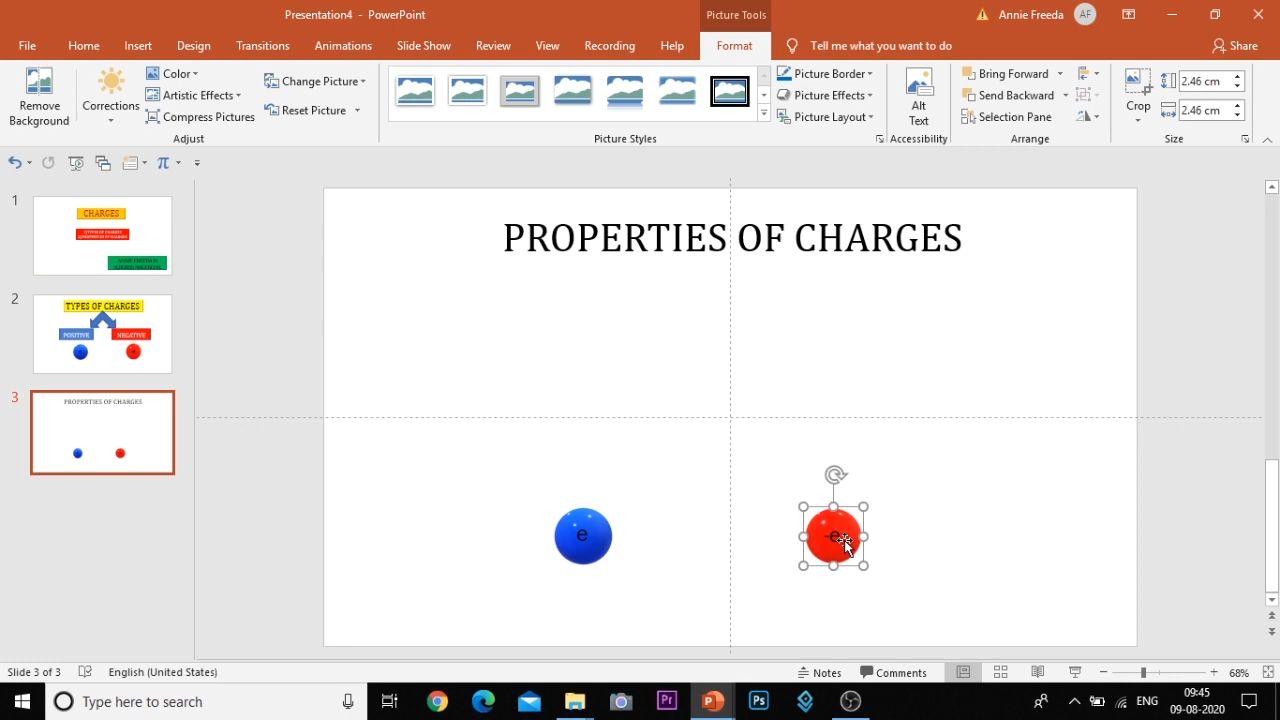 Presentation4 - PowerPoint
Picture Tools
Annie Freeda
AF
File
Home
Insert
Design
Transitions
Animations
Slide Show
Review
View
Recording
Help
Format
Tell me what you want to do
Share
Remove
Background
Corrections
Color
Artistic Effects
Compress Pictures
Change Picture
Reset Picture
Adjust
Picture Styles
Picture Border
Picture Effects
Picture Layout
Alt
Text
Accessibility
Bring Forward
Send Backward
Selection Pane
Arrange
Crop
2.46 cm
2.46 cm
Size
π
1
CHARGES
2
TYPES OF CHARGES
POSITIVE
NEGATIVE
3
PROPERTIES OF CHARGES
PROPERTIES OF CHARGES
e
-e
Slide 3 of 3
English (United States)
Notes
Comments
68%
Type here to search
Pr
Ps
ENG
09:45
09-08-2020